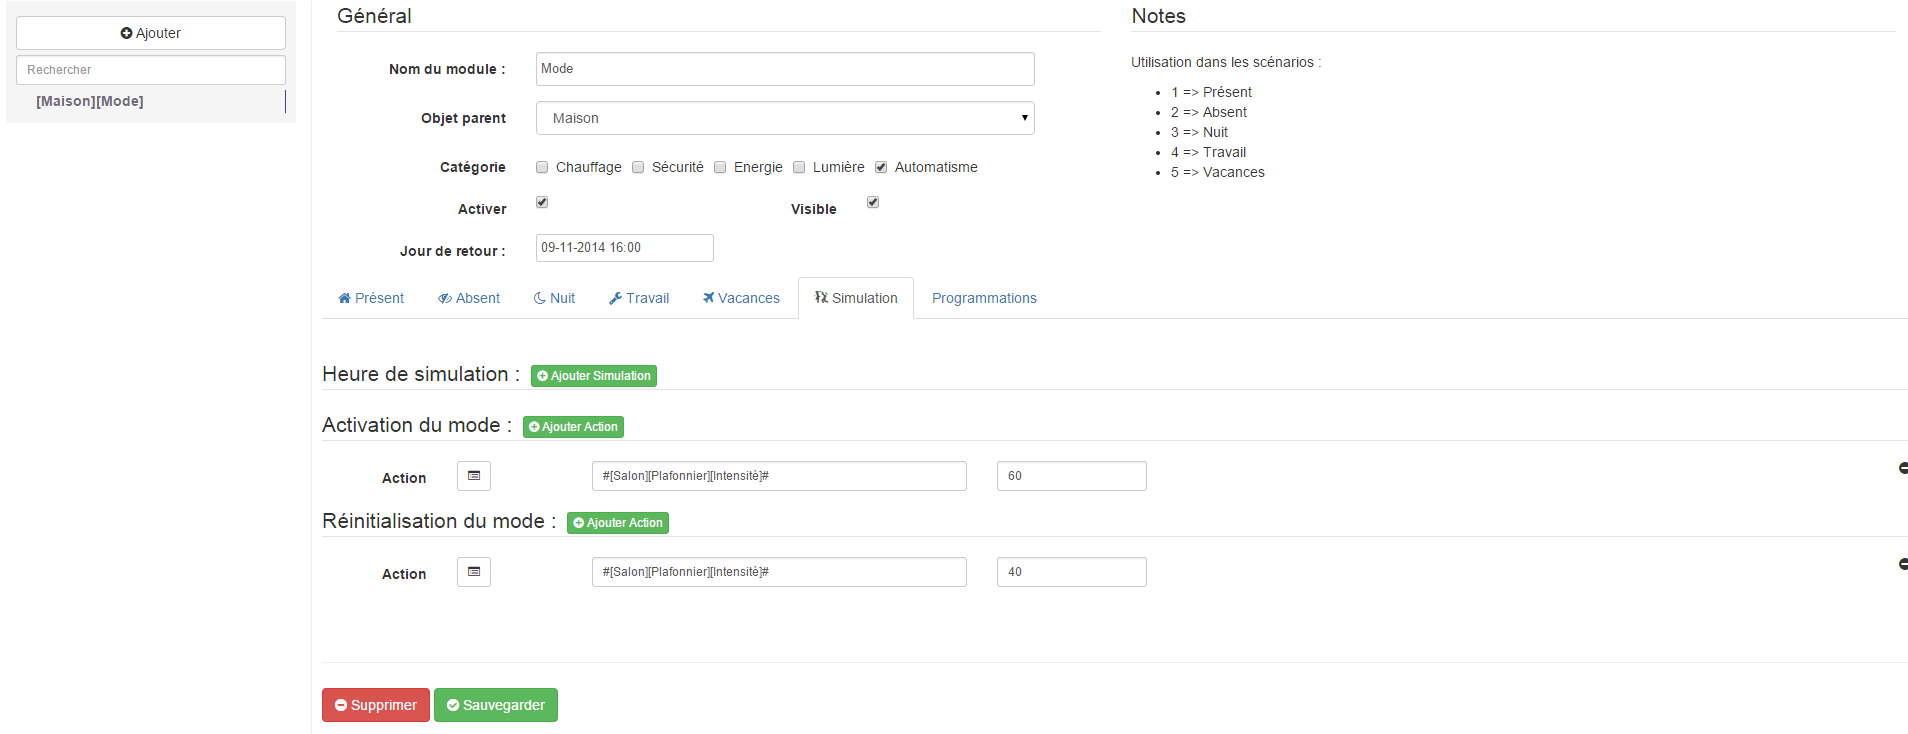 Ajouter
Rechercher
[Maison][Mode]
Général
Nom du module : Mode
Objet parent Maison
Catégorie Chauffage Sécurité Energie Lumière Automatisme
Activer Visible
Jour de retour : 09-11-2014 16:00
Notes
Utilisation dans les scénarios :
1 => Présent
2 => Absent
3 => Nuit
4 => Travail
5 => Vacances
Présent Absent Nuit Travail Vacances Simulation Programmations
Heure de simulation : Ajouter Simulation
Activation du mode : Ajouter Action
Action #[Salon][Plafonnier][Intensité]# 60
Réinitialisation du mode : Ajouter Action
Action #[Salon][Plafonnier][Intensité]# 40
Supprimer Sauvegarder